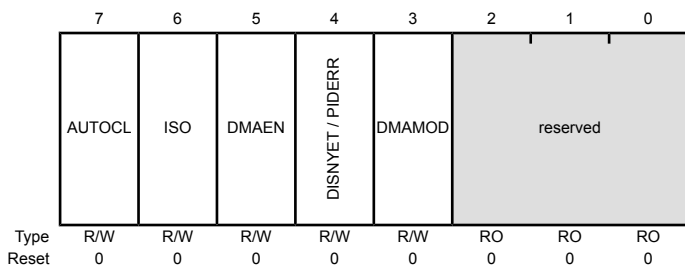 7 6 5 4 3 2 1 0
AUTOCL ISO DMAEN DISNYET / PIDERR DMAMOD reserved
Type R/W R/W R/W R/W R/W RO RO RO
Reset 0 0 0 0 0 0 0 0